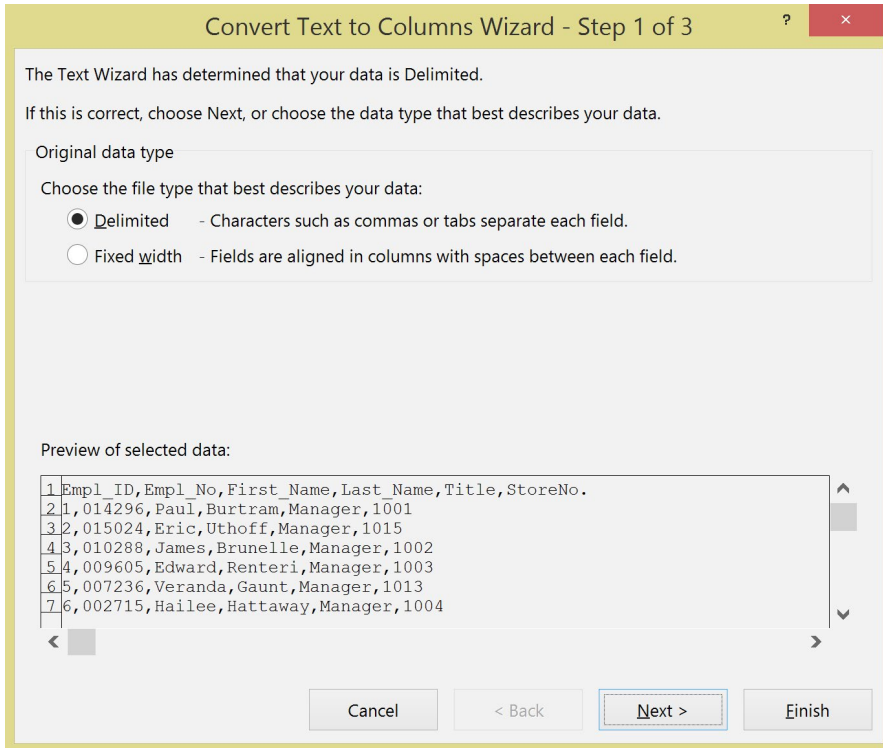 Convert Text to Columns Wizard - Step 1 of 3 ? ×
The Text Wizard has determined that your data is Delimited.
If this is correct, choose Next, or choose the data type that best describes your data.
Original data type
Choose the file type that best describes your data:
Delimited - Characters such as commas or tabs separate each field.
Fixed width - Fields are aligned in columns with spaces between each field.
Preview of selected data:
1 Empl_ID,Empl_No,First_Name,Last_Name,Title,StoreNo.
2 1,014296,Paul,Burtram,Manager,1001
3 2,015024,Eric,Uthoff,Manager,1015
4 3,010288,James,Brunelle,Manager,1002
5 4,009605,Edward,Renteri,Manager,1003
6 5,007236,Veranda,Gaunt,Manager,1013
7 6,002715,Hailee,Hattaway,Manager,1004
Cancel < Back Next > Finish